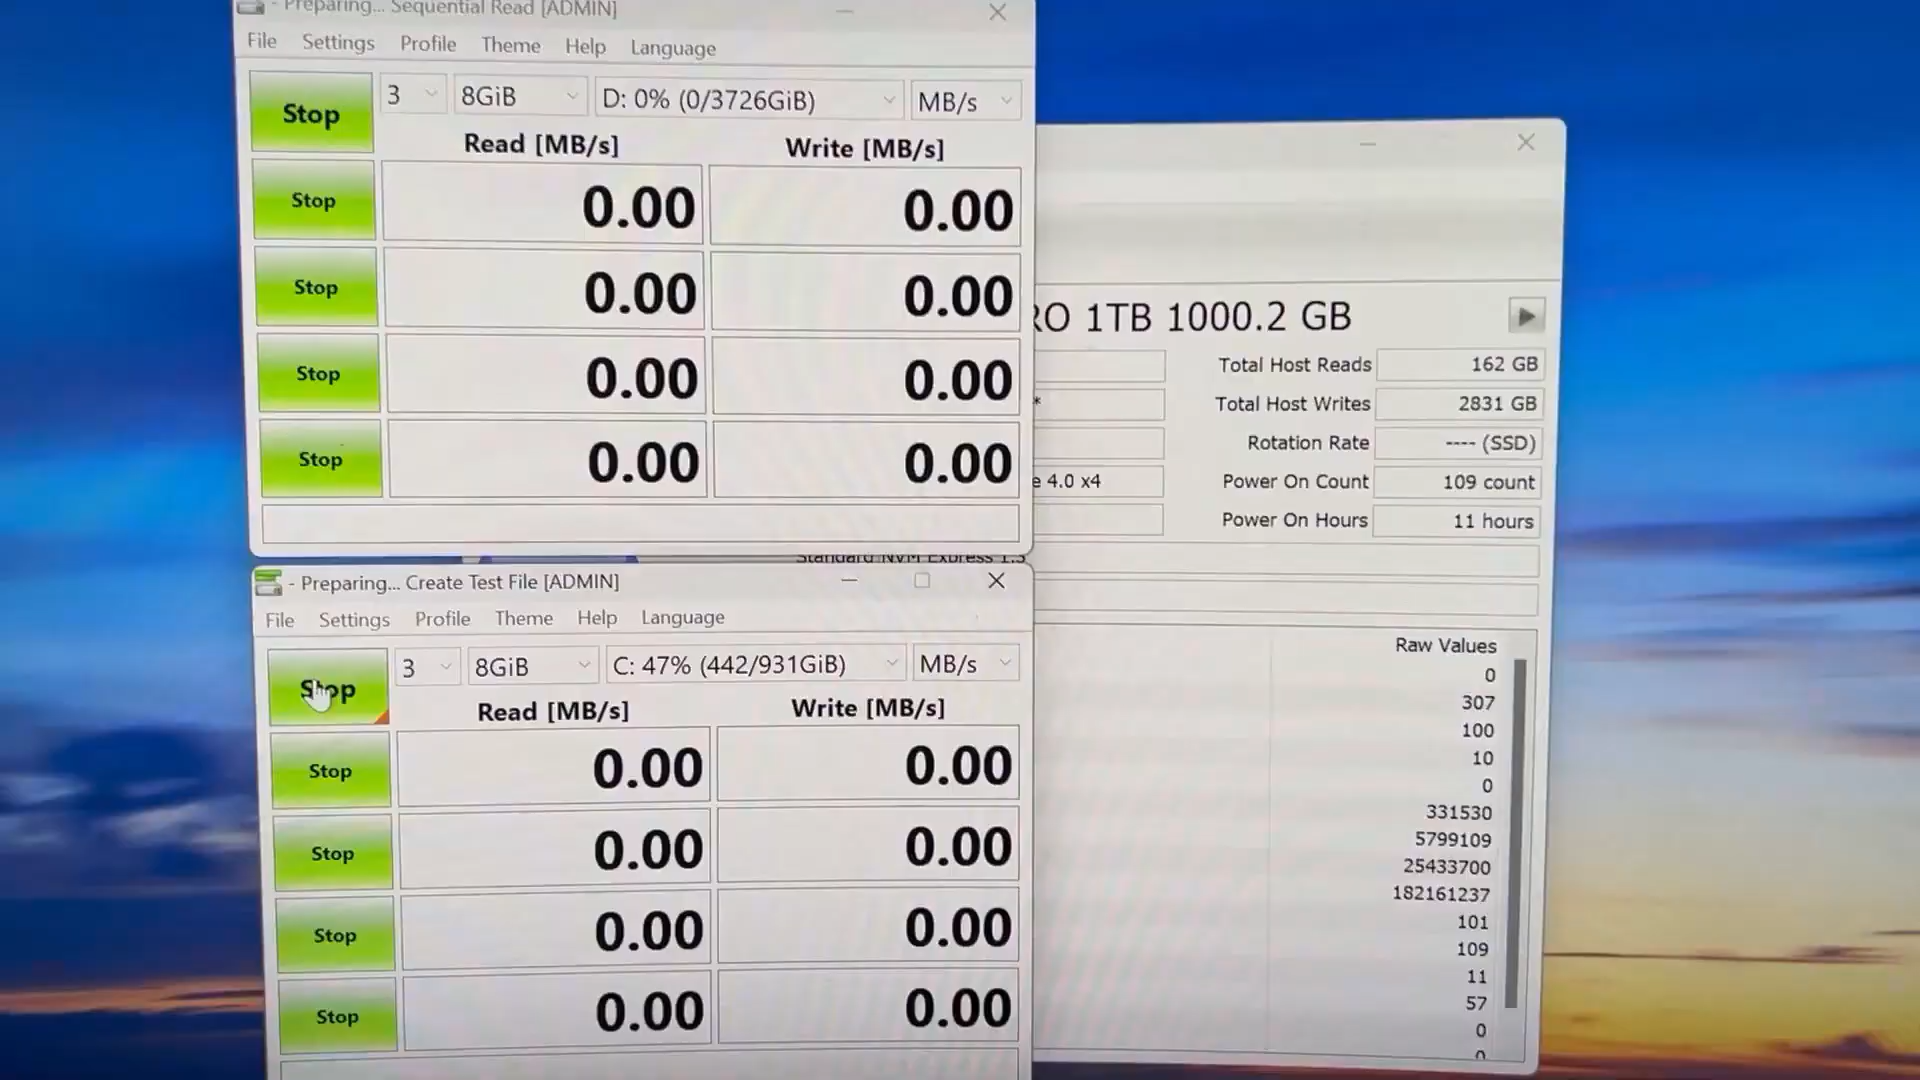 - Preparing... Sequential Read [ADMIN]
File Settings Profile Theme Help Language
Stop 3 8GiB D: 0% (0/3726GiB) MB/s
Read [MB/s] Write [MB/s]
Stop 0.00 0.00
Stop 0.00 0.00
Stop 0.00 0.00
Stop 0.00 0.00
RO 1TB 1000.2 GB
Total Host Reads 162 GB
* Total Host Writes 2831 GB
Rotation Rate ---- (SSD)
e 4.0 x4 Power On Count 109 count
Power On Hours 11 hours
Standard NVM Express 1.3
- Preparing... Create Test File [ADMIN]
File Settings Profile Theme Help Language
Stop 3 8GiB C: 47% (442/931GiB) MB/s
Read [MB/s] Write [MB/s]
Stop 0.00 0.00
Stop 0.00 0.00
Stop 0.00 0.00
Stop 0.00 0.00
Raw Values
0
307
100
10
0
331530
5799109
25433700
182161237
101
109
11
57
0
0